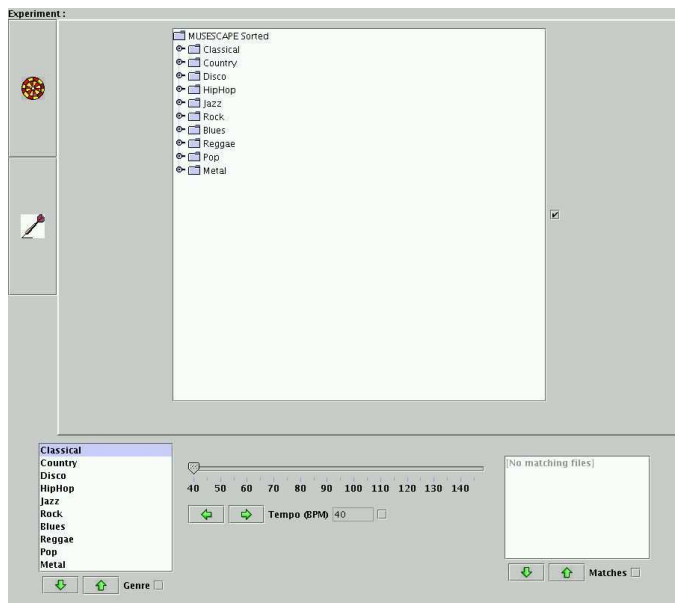 Experiment :
MUSESCAPE Sorted
Classical
Country
Disco
HipHop
Jazz
Rock
Blues
Reggae
Pop
Metal
Classical
Country
Disco
HipHop
Jazz
Rock
Blues
Reggae
Pop
Metal
Genre
40 50 60 70 80 90 100 110 120 130 140
Tempo (BPM) 40
[No matching files]
Matches